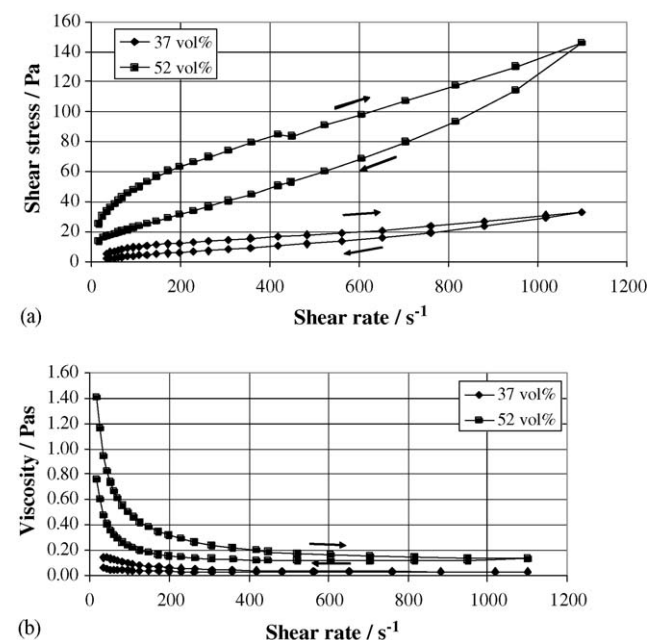 160
140
120
100
80
60
40
20
0
Shear stress / Pa
37 vol%
52 vol%
0 200 400 600 800 1000 1200
(a)
Shear rate / s⁻¹
1.60
1.40
1.20
1.00
0.80
0.60
0.40
0.20
0.00
Viscosity / Pas
37 vol%
52 vol%
0 200 400 600 800 1000 1200
(b)
Shear rate / s⁻¹